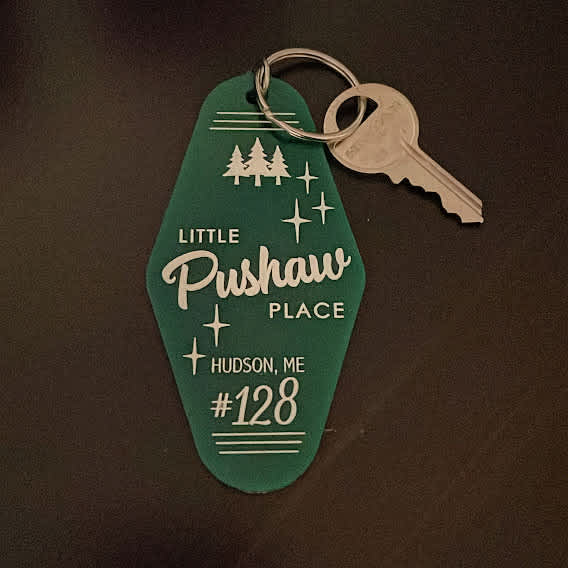 LITTLE
Pushaw
PLACE
HUDSON, ME
#128